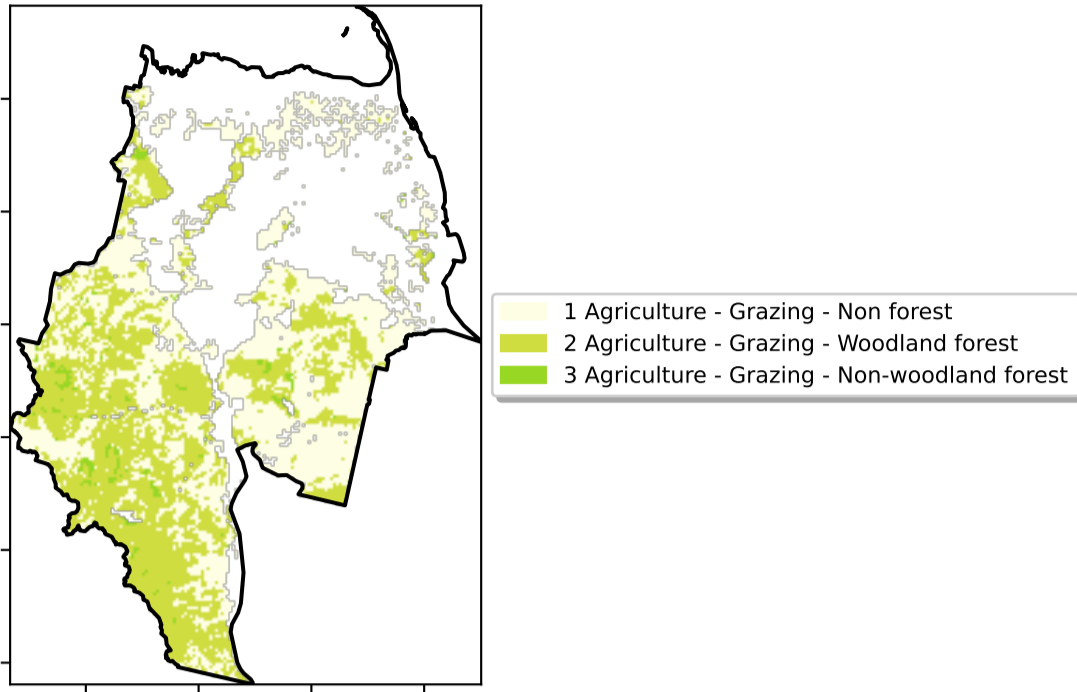 1 Agriculture - Grazing - Non forest
2 Agriculture - Grazing - Woodland forest
3 Agriculture - Grazing - Non-woodland forest